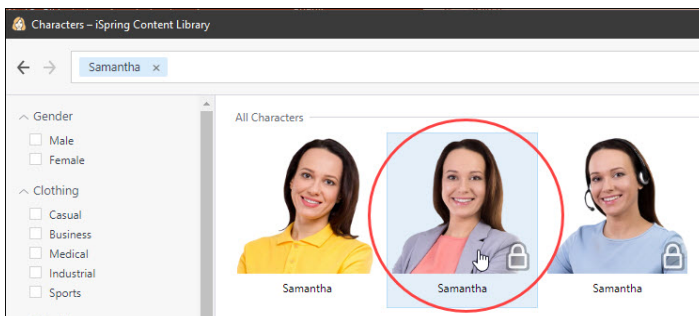 Characters – iSpring Content Library
Samantha ×
Gender
Male
Female
Clothing
Casual
Business
Medical
Industrial
Sports
All Characters
Samantha
Samantha
Samantha